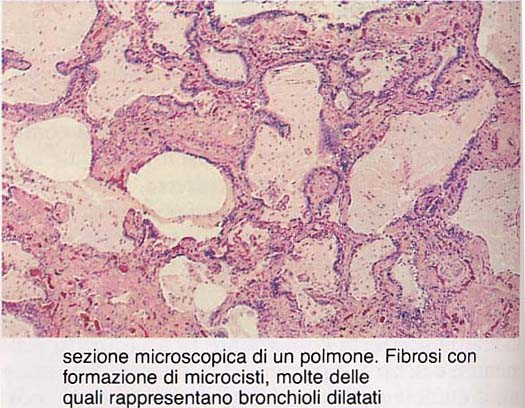 sezione microscopica di un polmone. Fibrosi con
formazione di microcisti, molte delle
quali rappresentano bronchioli dilatati